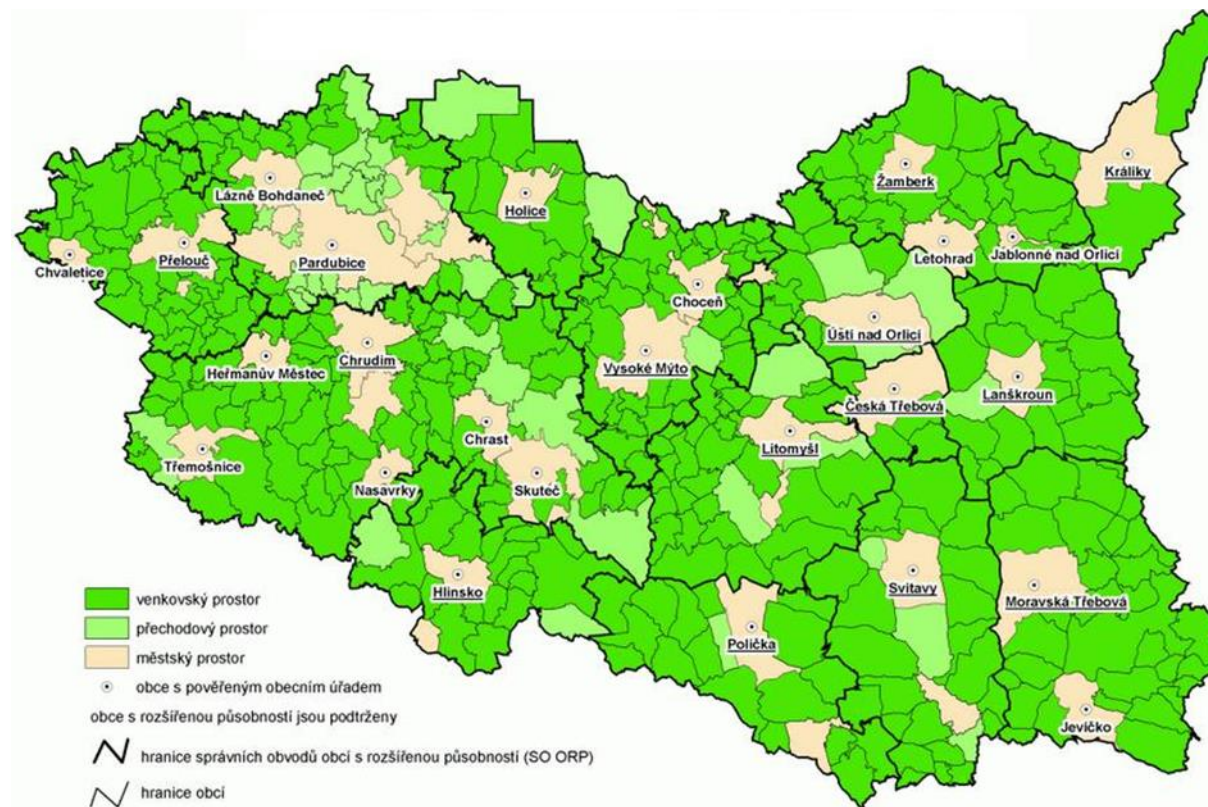 Králíky
Žamberk
Lázně Bohdaneč
Holice
Letohrad
Jablonné nad Orlicí
Přelouč
Pardubice
Chvaletice
Choceň
Ústí nad Orlicí
Chrudim
Heřmanův Městec
Vysoké Mýto
Lanškroun
Česká Třebová
Chrast
Litomyšl
Třemošnice
Nasavrky
Skuteč
Hlinsko
Svitavy
Moravská Třebová
Polička
Jevíčko
venkovský prostor
přechodový prostor
městský prostor
obce s pověřeným obecním úřadem
obce s rozšířenou působností jsou podtrženy
hranice správních obvodů obcí s rozšířenou působností (SO ORP)
hranice obcí